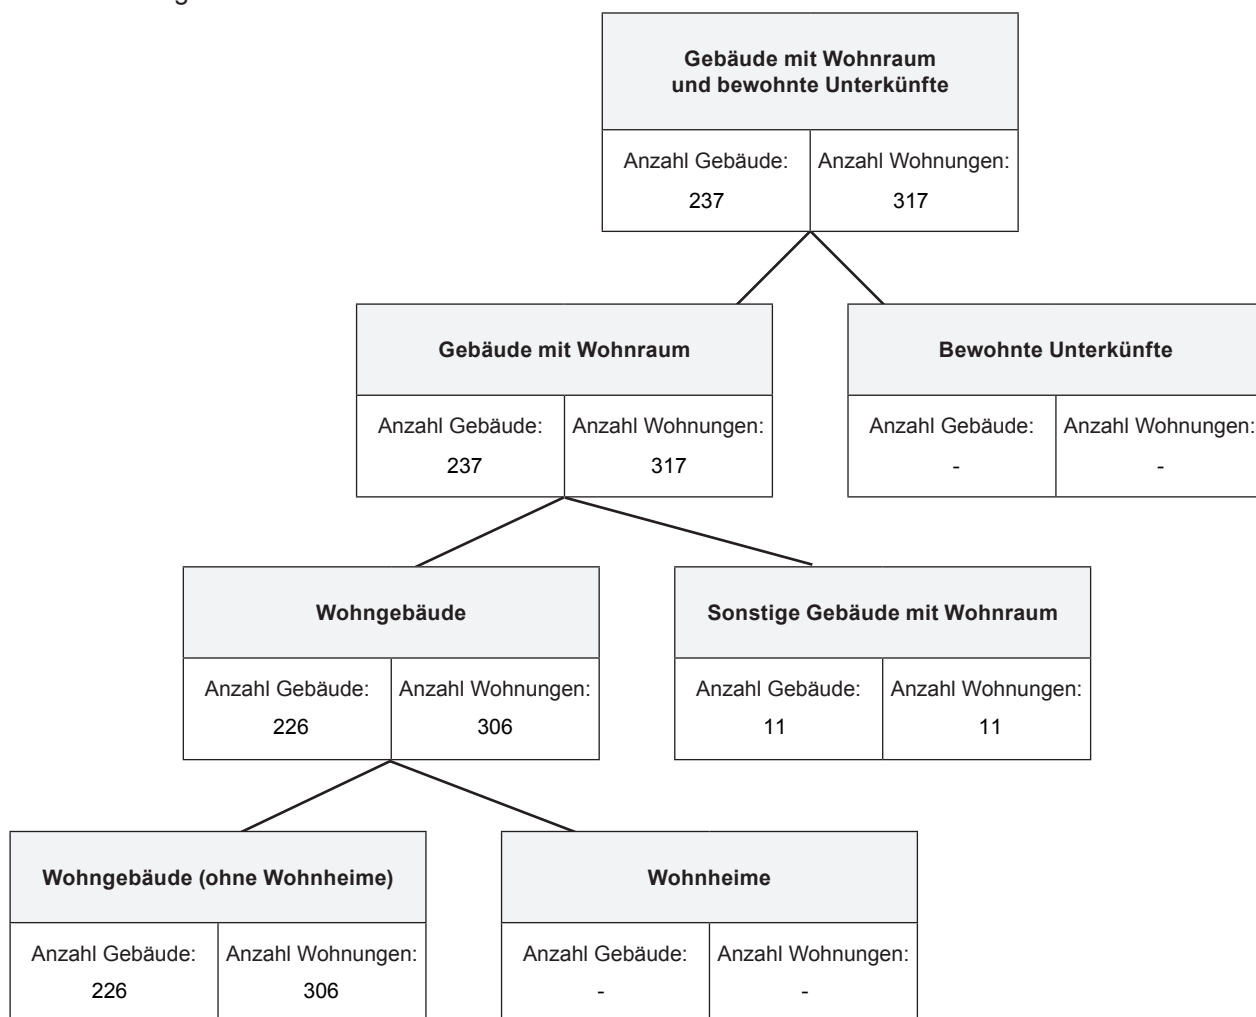 Gebäude mit Wohnraum
und bewohnte Unterkünfte
Anzahl Gebäude:
237
Anzahl Wohnungen:
317
Gebäude mit Wohnraum
Anzahl Gebäude:
237
Anzahl Wohnungen:
317
Bewohnte Unterkünfte
Anzahl Gebäude:
-
Anzahl Wohnungen:
-
Wohngebäude
Anzahl Gebäude:
226
Anzahl Wohnungen:
306
Sonstige Gebäude mit Wohnraum
Anzahl Gebäude:
11
Anzahl Wohnungen:
11
Wohngebäude (ohne Wohnheime)
Anzahl Gebäude:
226
Anzahl Wohnungen:
306
Wohnheime
Anzahl Gebäude:
-
Anzahl Wohnungen:
-